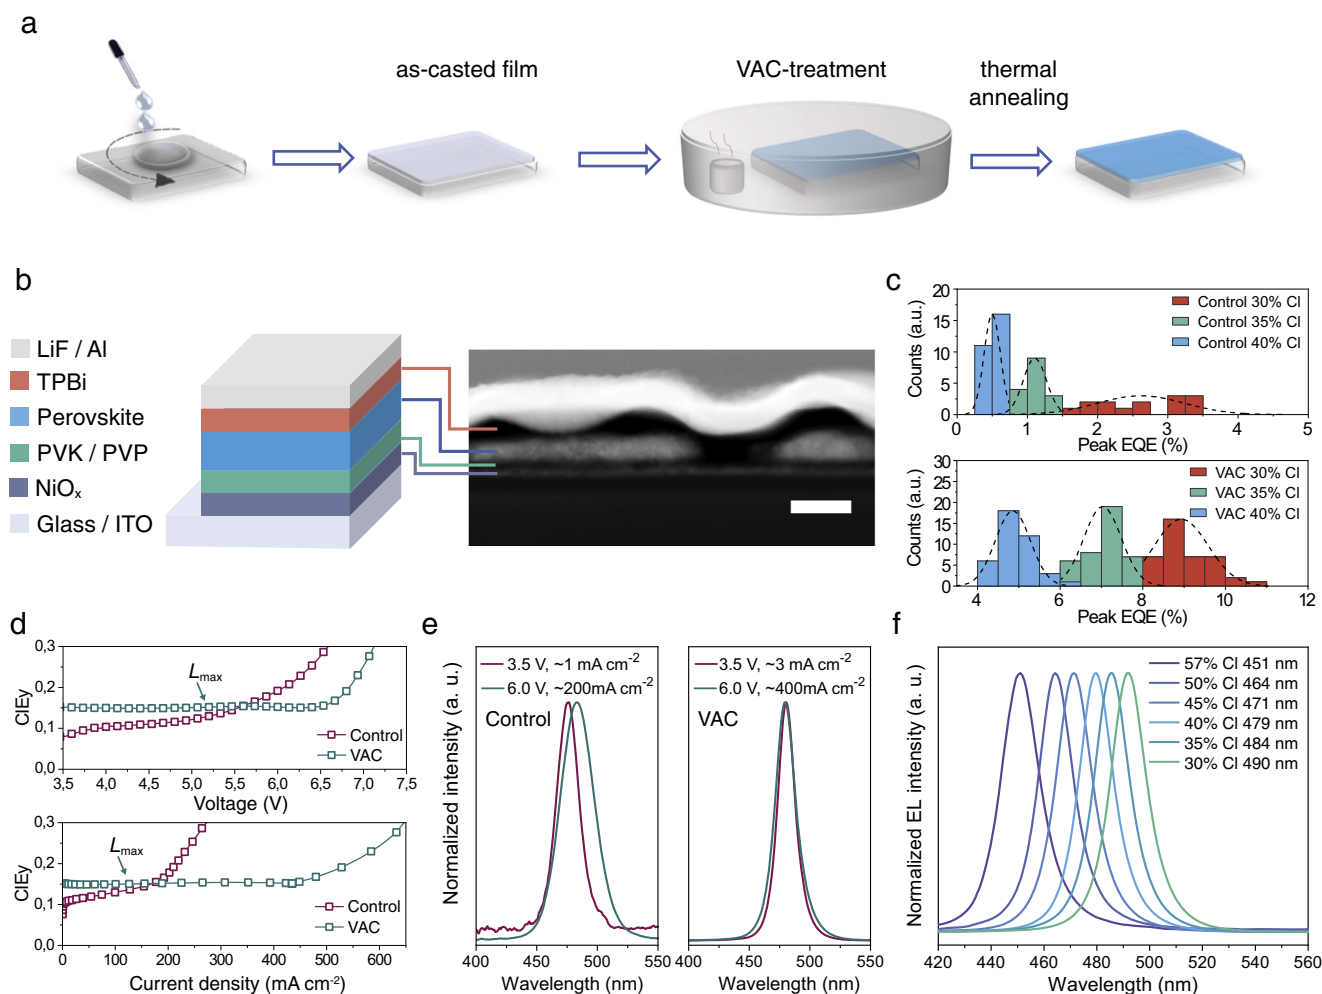 a
as-casted film
VAC-treatment
thermal
annealing
b
LiF / Al
TPBi
Perovskite
PVK / PVP
NiOₓ
Glass / ITO
c
20
15
10
5
0
Counts (a.u.)
Control 30% Cl
Control 35% Cl
Control 40% Cl
0 1 2 3 4 5
Peak EQE (%)
30
25
20
15
10
5
0
Counts (a.u.)
VAC 30% Cl
VAC 35% Cl
VAC 40% Cl
4 6 8 10 12
Peak EQE (%)
d
0,3
0,2
0,1
0,0
CIEy
Lmax
Control
VAC
3,5 4,0 4,5 5,0 5,5 6,0 6,5 7,0 7,5
Voltage (V)
0,3
0,2
0,1
0,0
CIEy
Lmax
Control
VAC
0 100 200 300 400 500 600
Current density (mA cm⁻²)
e
Normalized intensity (a. u.)
3.5 V, ~1 mA cm⁻²
6.0 V, ~200mA cm⁻²
Control
400 450 500 550
Wavelength (nm)
3.5 V, ~3 mA cm⁻²
6.0 V, ~400mA cm⁻²
VAC
400 450 500 550
Wavelength (nm)
f
Normalized EL intensity (a. u.)
57% Cl 451 nm
50% Cl 464 nm
45% Cl 471 nm
40% Cl 479 nm
35% Cl 484 nm
30% Cl 490 nm
420 440 460 480 500 520 540 560
Wavelength (nm)